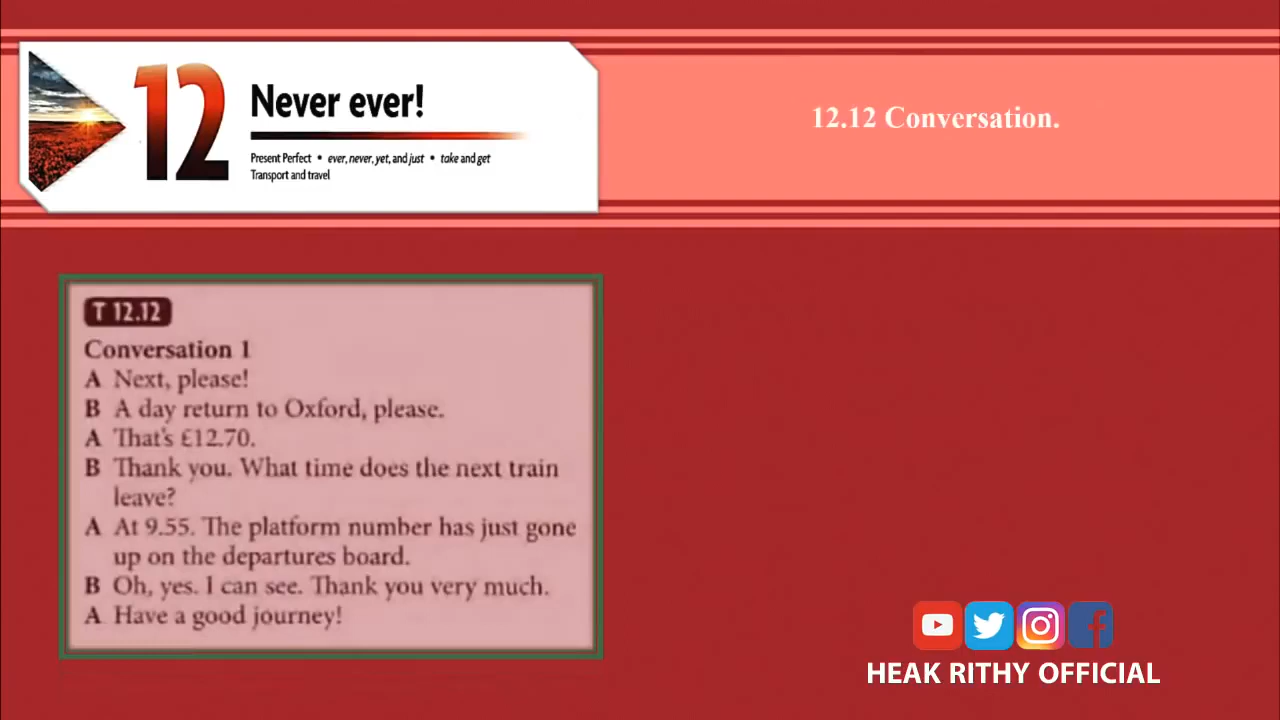 12
Never ever!
Present Perfect • ever, never, yet, and just • take and get
Transport and travel
12.12 Conversation.
T 12.12
Conversation 1
A Next, please!
B A day return to Oxford, please.
A That's £12.70.
B Thank you. What time does the next train
leave?
A At 9.55. The platform number has just gone
up on the departures board.
B Oh, yes. I can see. Thank you very much.
A Have a good journey!
HEAK RITHY OFFICIAL